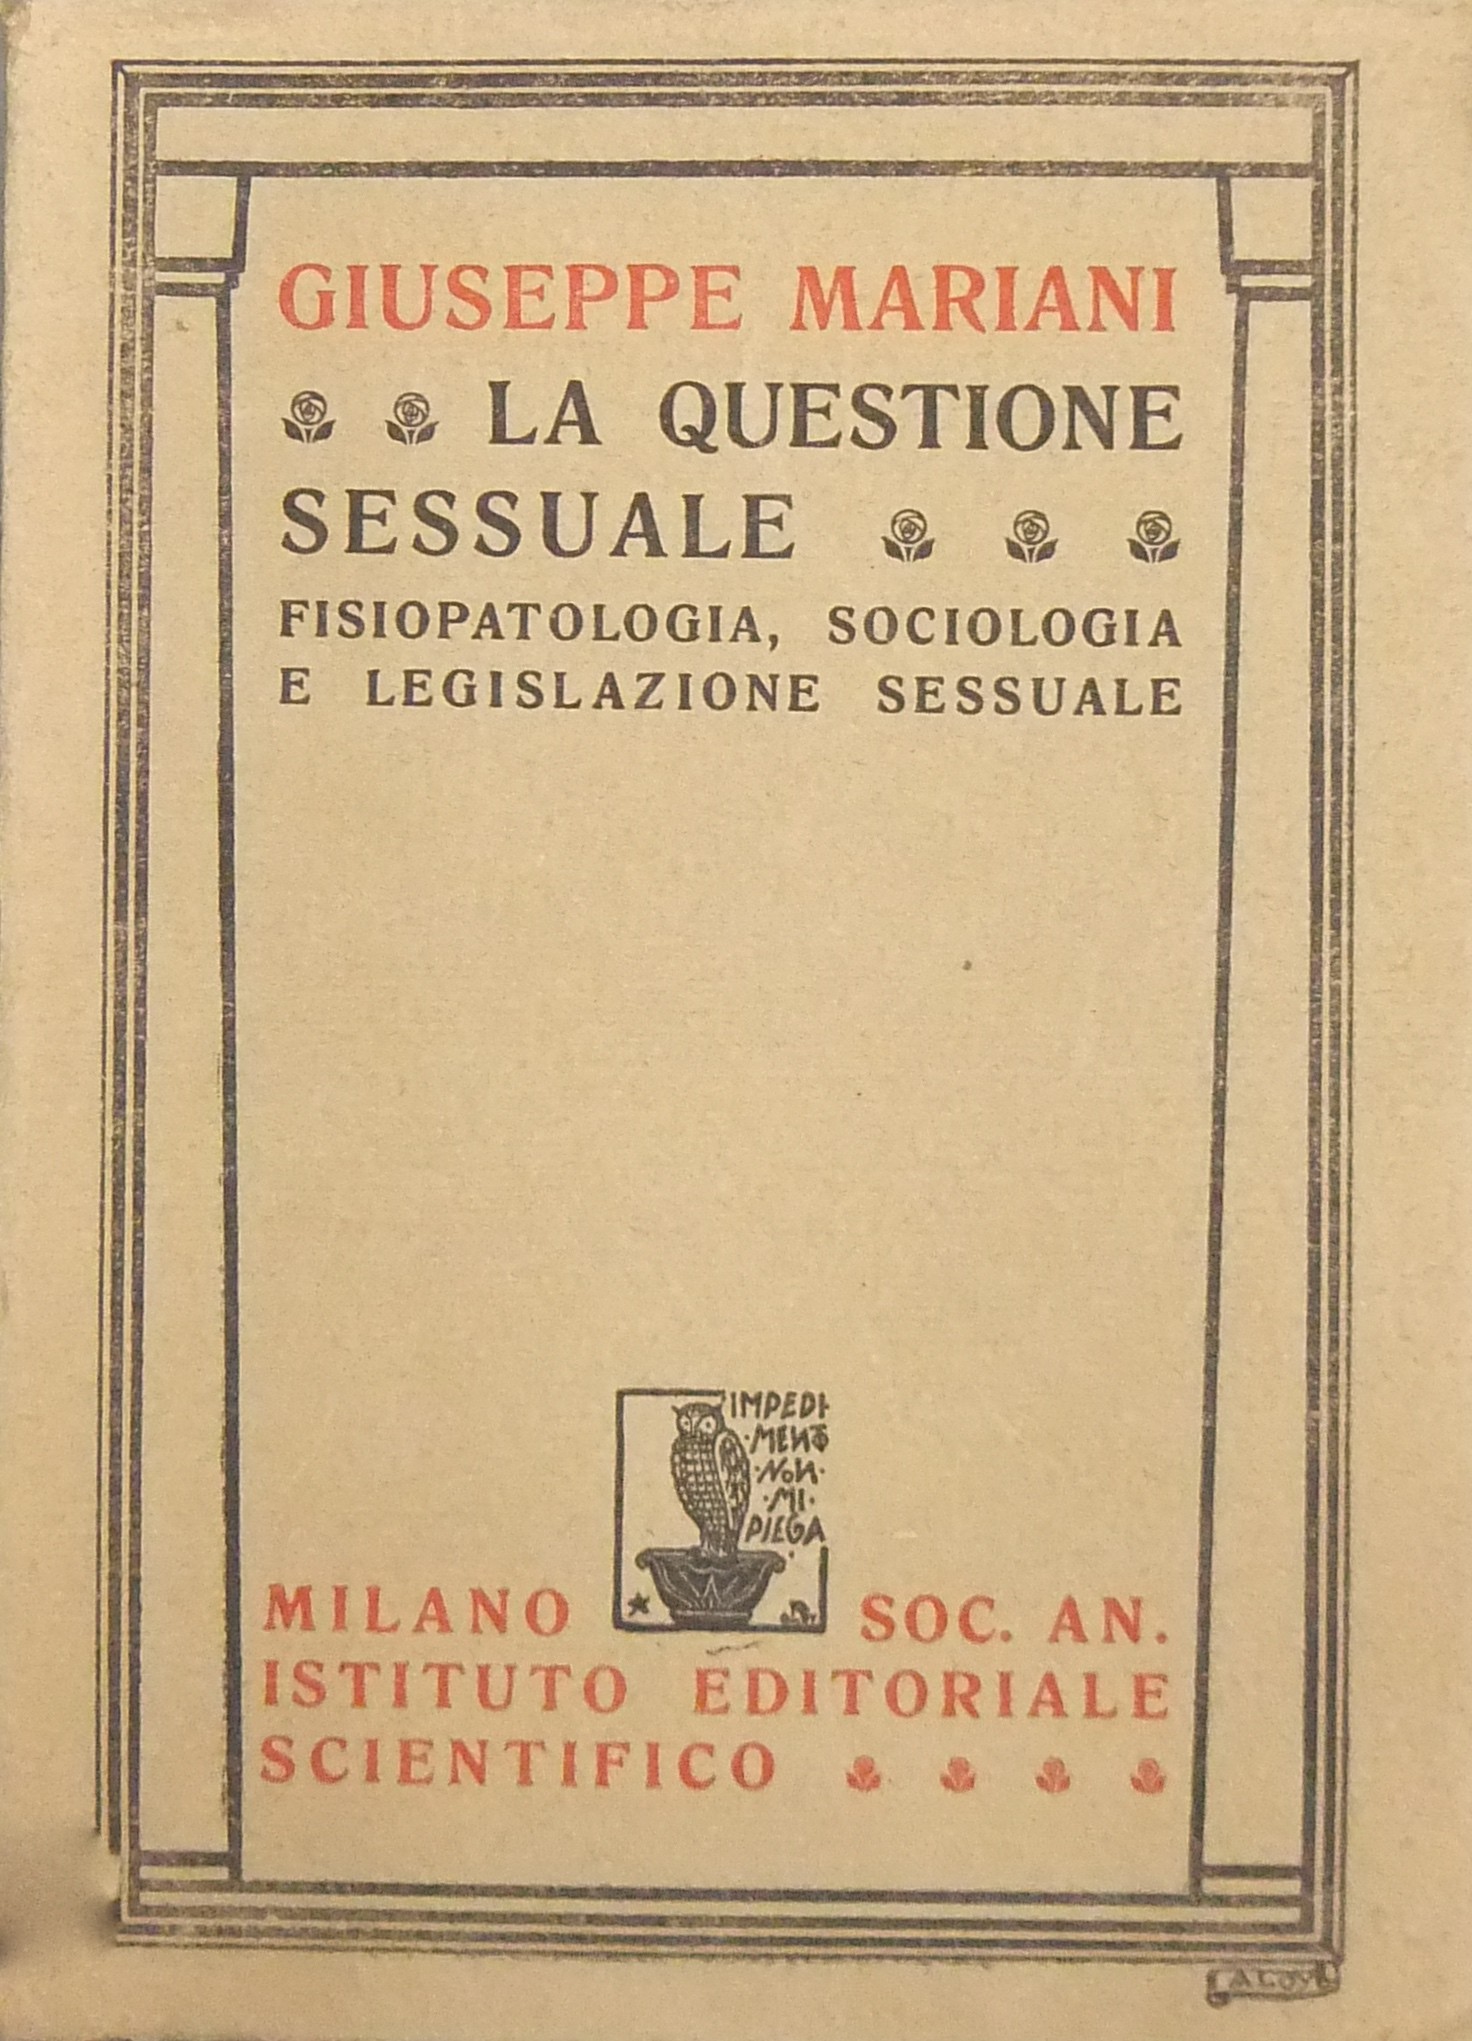 GIUSEPPE MARIANI
LA QUESTIONE
SESSUALE
FISIOPATOLOGIA, SOCIOLOGIA
E LEGISLAZIONE SESSUALE
IMPEDI
MENTO
·NON·
·MI·
PIEGA
MILANO SOC. AN.
ISTITUTO EDITORIALE
SCIENTIFICO